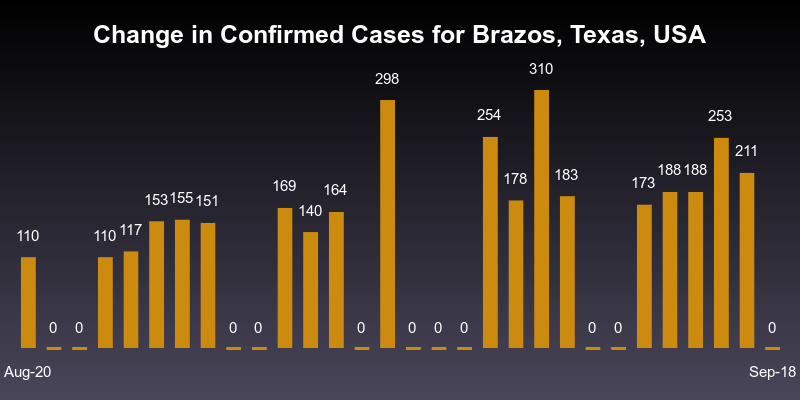 Change in Confirmed Cases for Brazos, Texas, USA
110 0 0 110 117 153 155 151 0 0 169 140 164 0 298 0 0 0 254 178 310 183 0 0 173 188 188 253 211 0
Aug-20 Sep-18